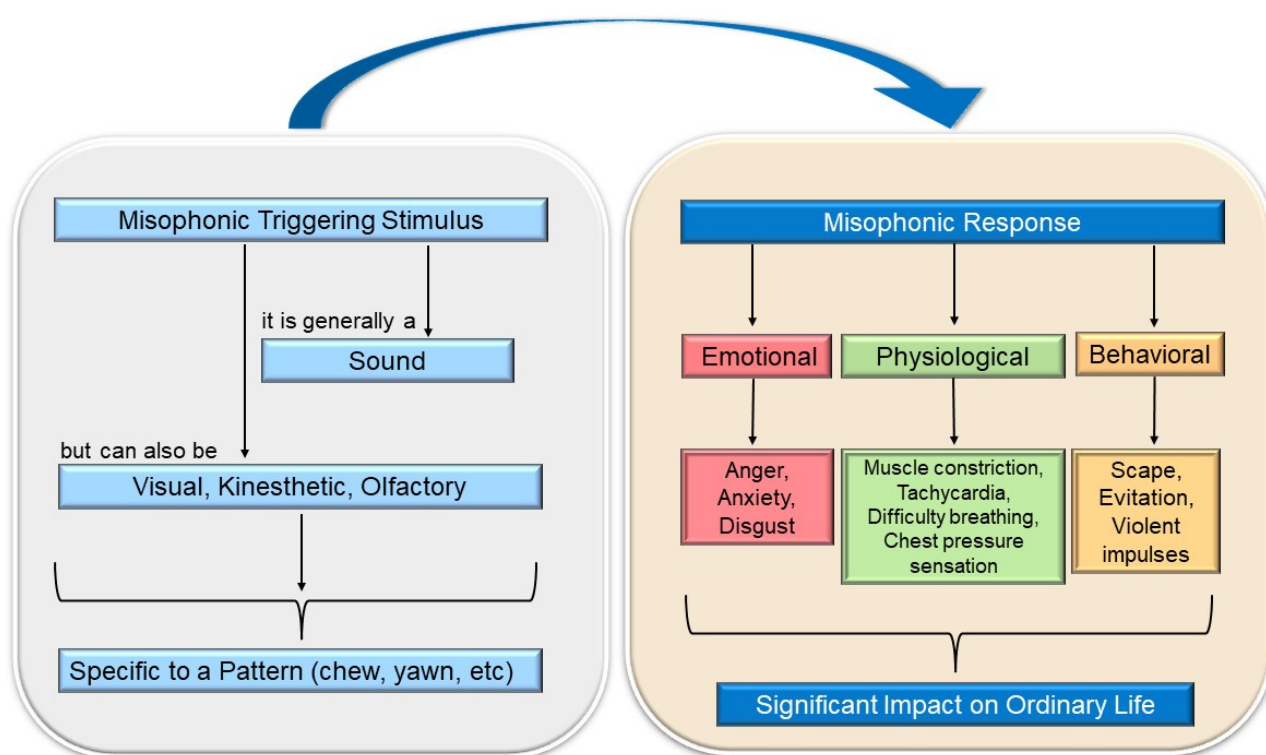 Misophonic Triggering Stimulus
it is generally a
Sound
but can also be
Visual, Kinesthetic, Olfactory
Specific to a Pattern (chew, yawn, etc)
Misophonic Response
Emotional
Physiological
Behavioral
Anger,
Anxiety,
Disgust
Muscle constriction,
Tachycardia,
Difficulty breathing,
Chest pressure
sensation
Scape,
Evitation,
Violent
impulses
Significant Impact on Ordinary Life